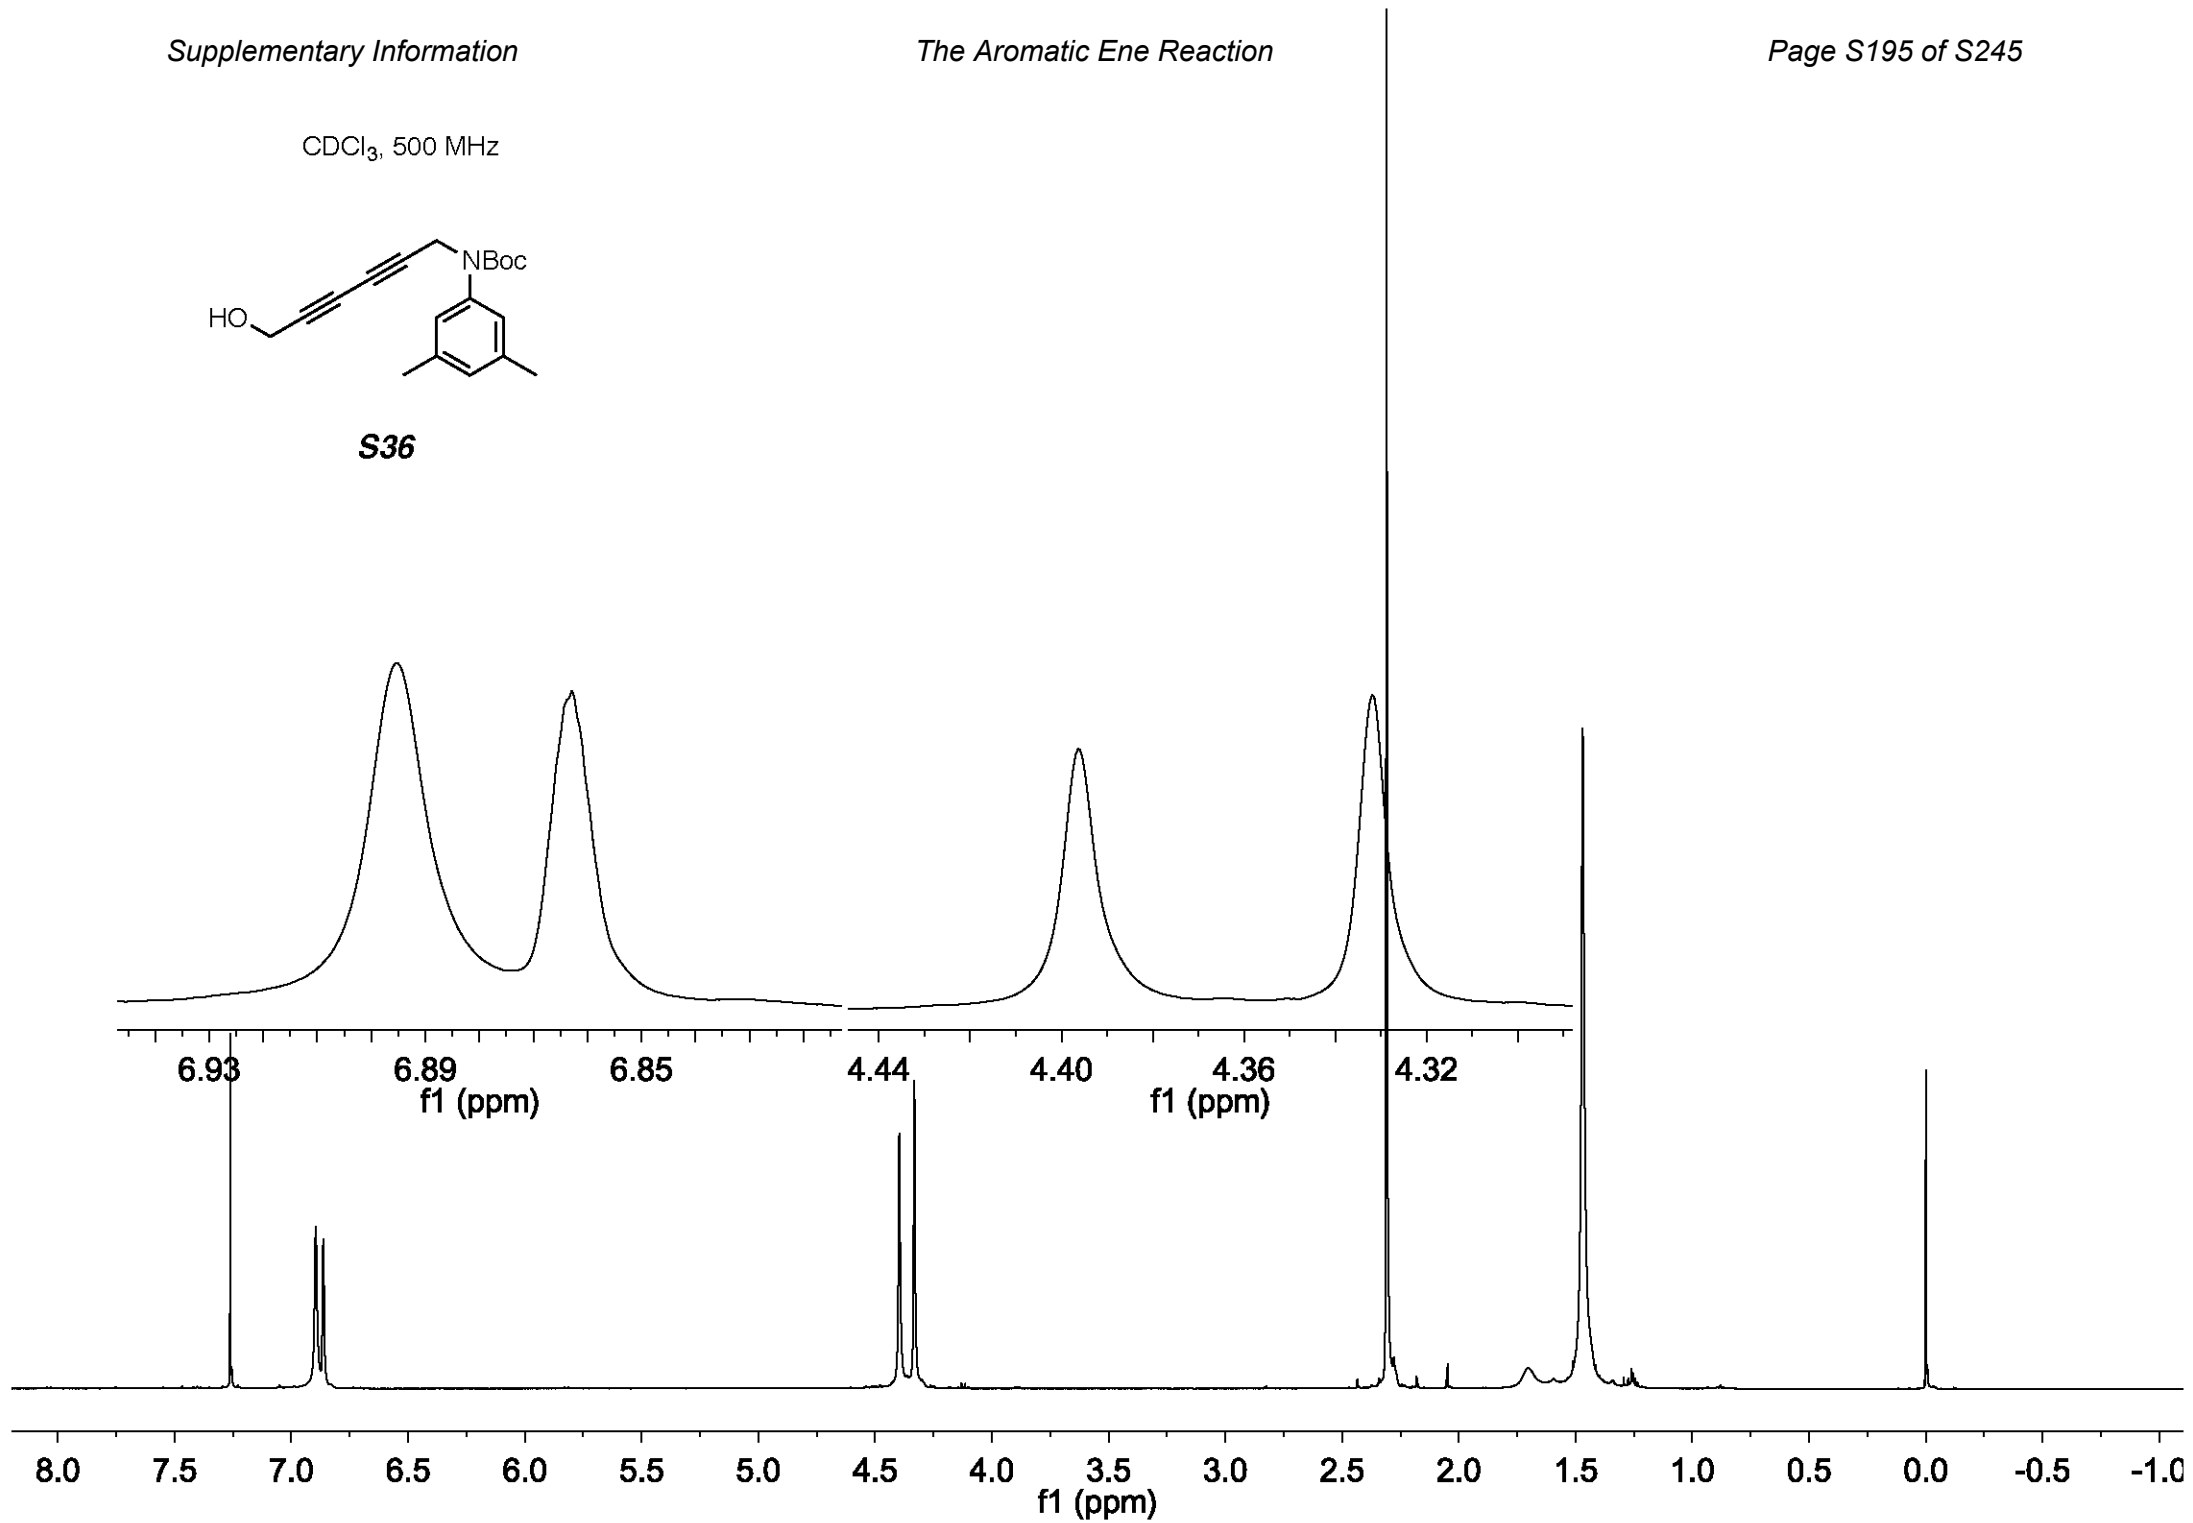 Supplementary Information The Aromatic Ene Reaction Page S195 of S245
CDCl3, 500 MHz
NBoc
HO
S36
6.93 6.89 6.85 4.44 4.40 4.36 4.32
f1 (ppm) f1 (ppm)
8.0 7.5 7.0 6.5 6.0 5.5 5.0 4.5 4.0 3.5 3.0 2.5 2.0 1.5 1.0 0.5 0.0 -0.5 -1.0
f1 (ppm)